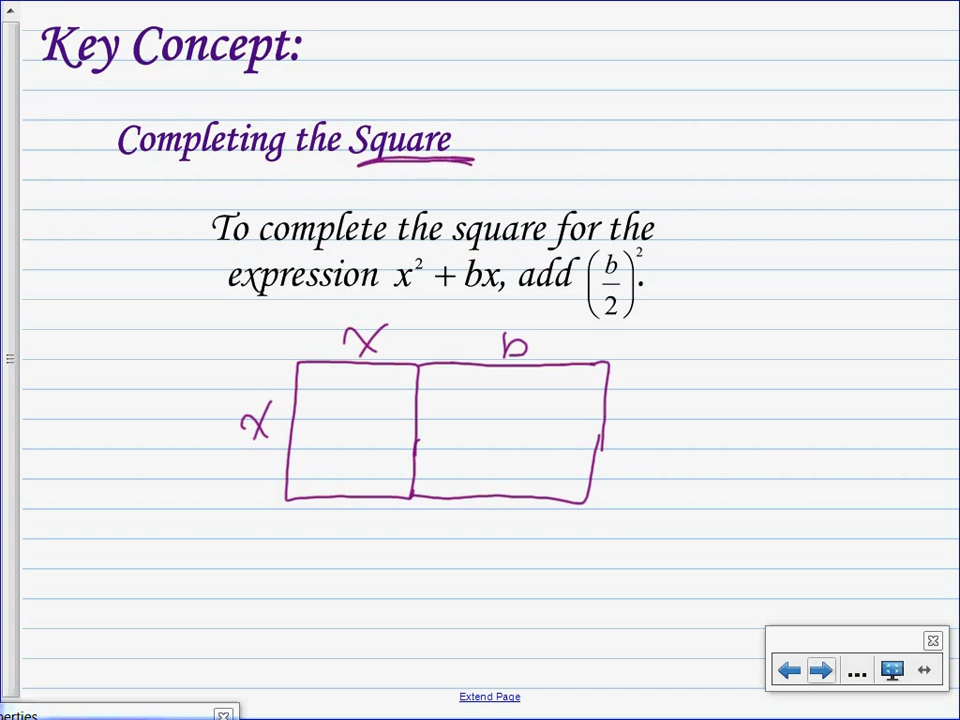 Key Concept:
Completing the Square
To complete the square for the
expression x² + bx, add (b/2)².
x b
x
Extend Page
perties